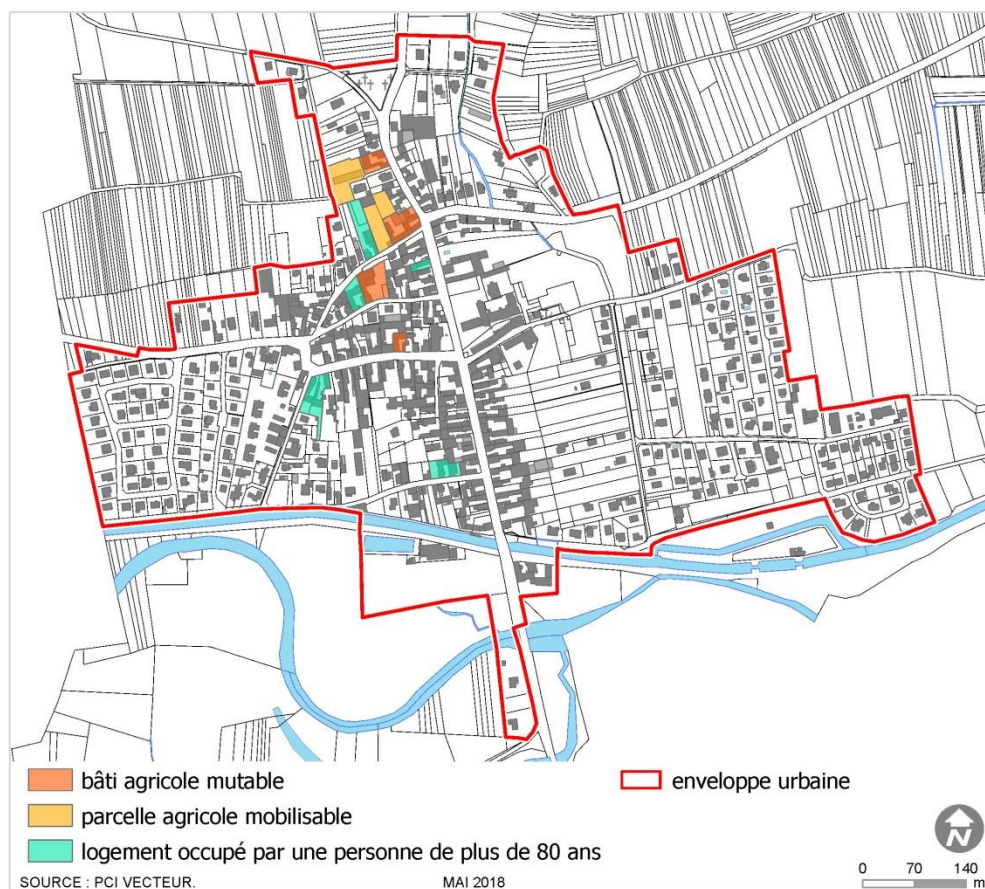 bâti agricole mutable
enveloppe urbaine
parcelle agricole mobilisable
logement occupé par une personne de plus de 80 ans
N
SOURCE : PCI VECTEUR.
MAI 2018
0 70 140
m